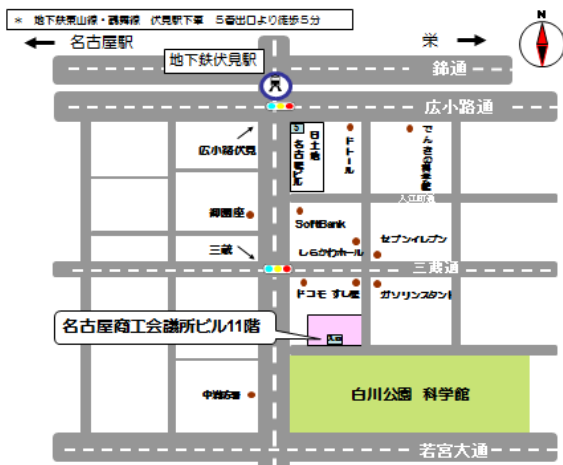 * 地下鉄東山線・鶴舞線 伏見駅下車 5番出口より徒歩5分
N
名古屋駅
栄
地下鉄伏見駅
錦通
広小路通
広小路伏見
5
日土地
名古屋ビル
ドトール
でんきの科学館
入江町通
御園座
SoftBank
しらかわホール
セブンイレブン
三蔵
三蔵通
ドコモ すし屋
ガソリンスタンド
名古屋商工会議所ビル11階
入口
中消防署
白川公園 科学館
若宮大通